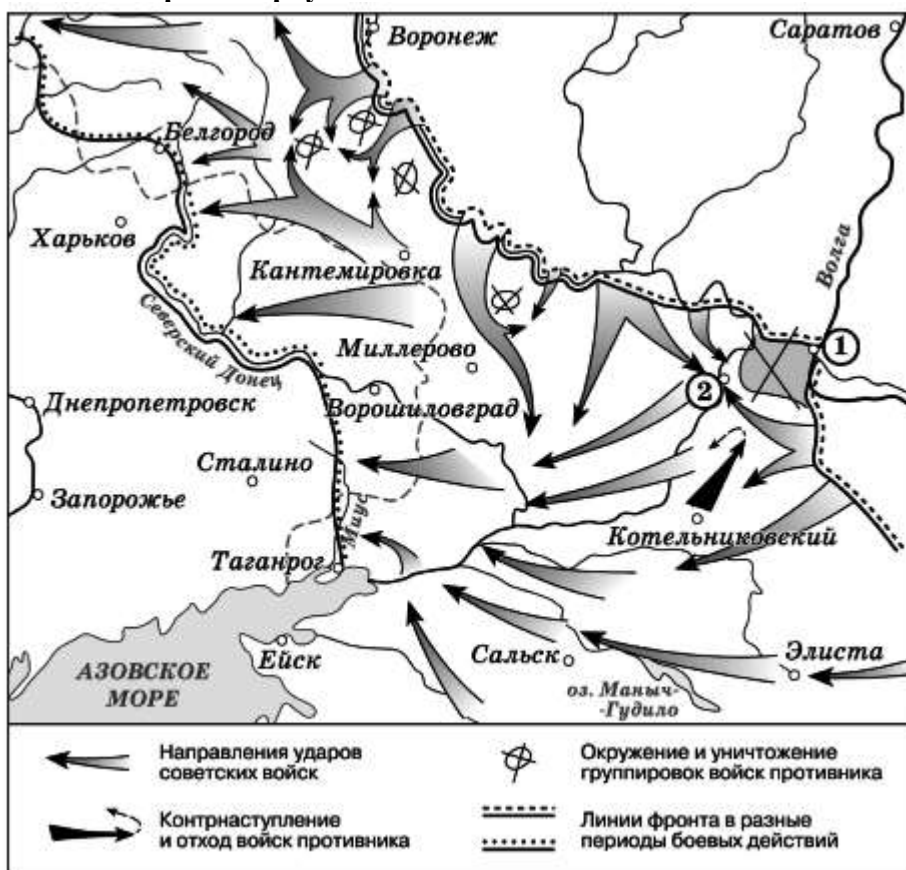 Воронеж
Саратов
Белгород
Харьков
Волга
Кантемировка
Северский Донец
Миллерово
1
2
Днепропетровск
Ворошиловград
Сталино
Запорожье
Миус
Котельниковский
Таганрог
Ейск
Сальск
Элиста
АЗОВСКОЕ
МОРЕ
оз. Маныч-
-Гудило
Направления ударов
советских войск
Окружение и уничтожение
группировок войск противника
Контрнаступление
и отход войск противника
Линии фронта в разные
периоды боевых действий